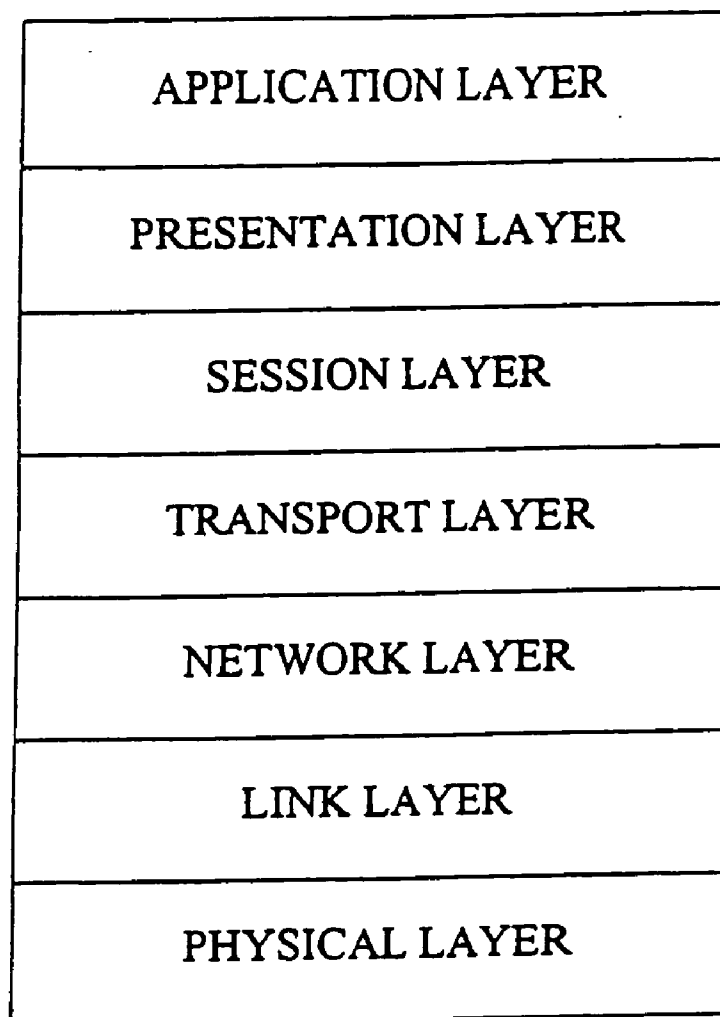 APPLICATION LAYER
PRESENTATION LAYER
SESSION LAYER
TRANSPORT LAYER
NETWORK LAYER
LINK LAYER
PHYSICAL LAYER